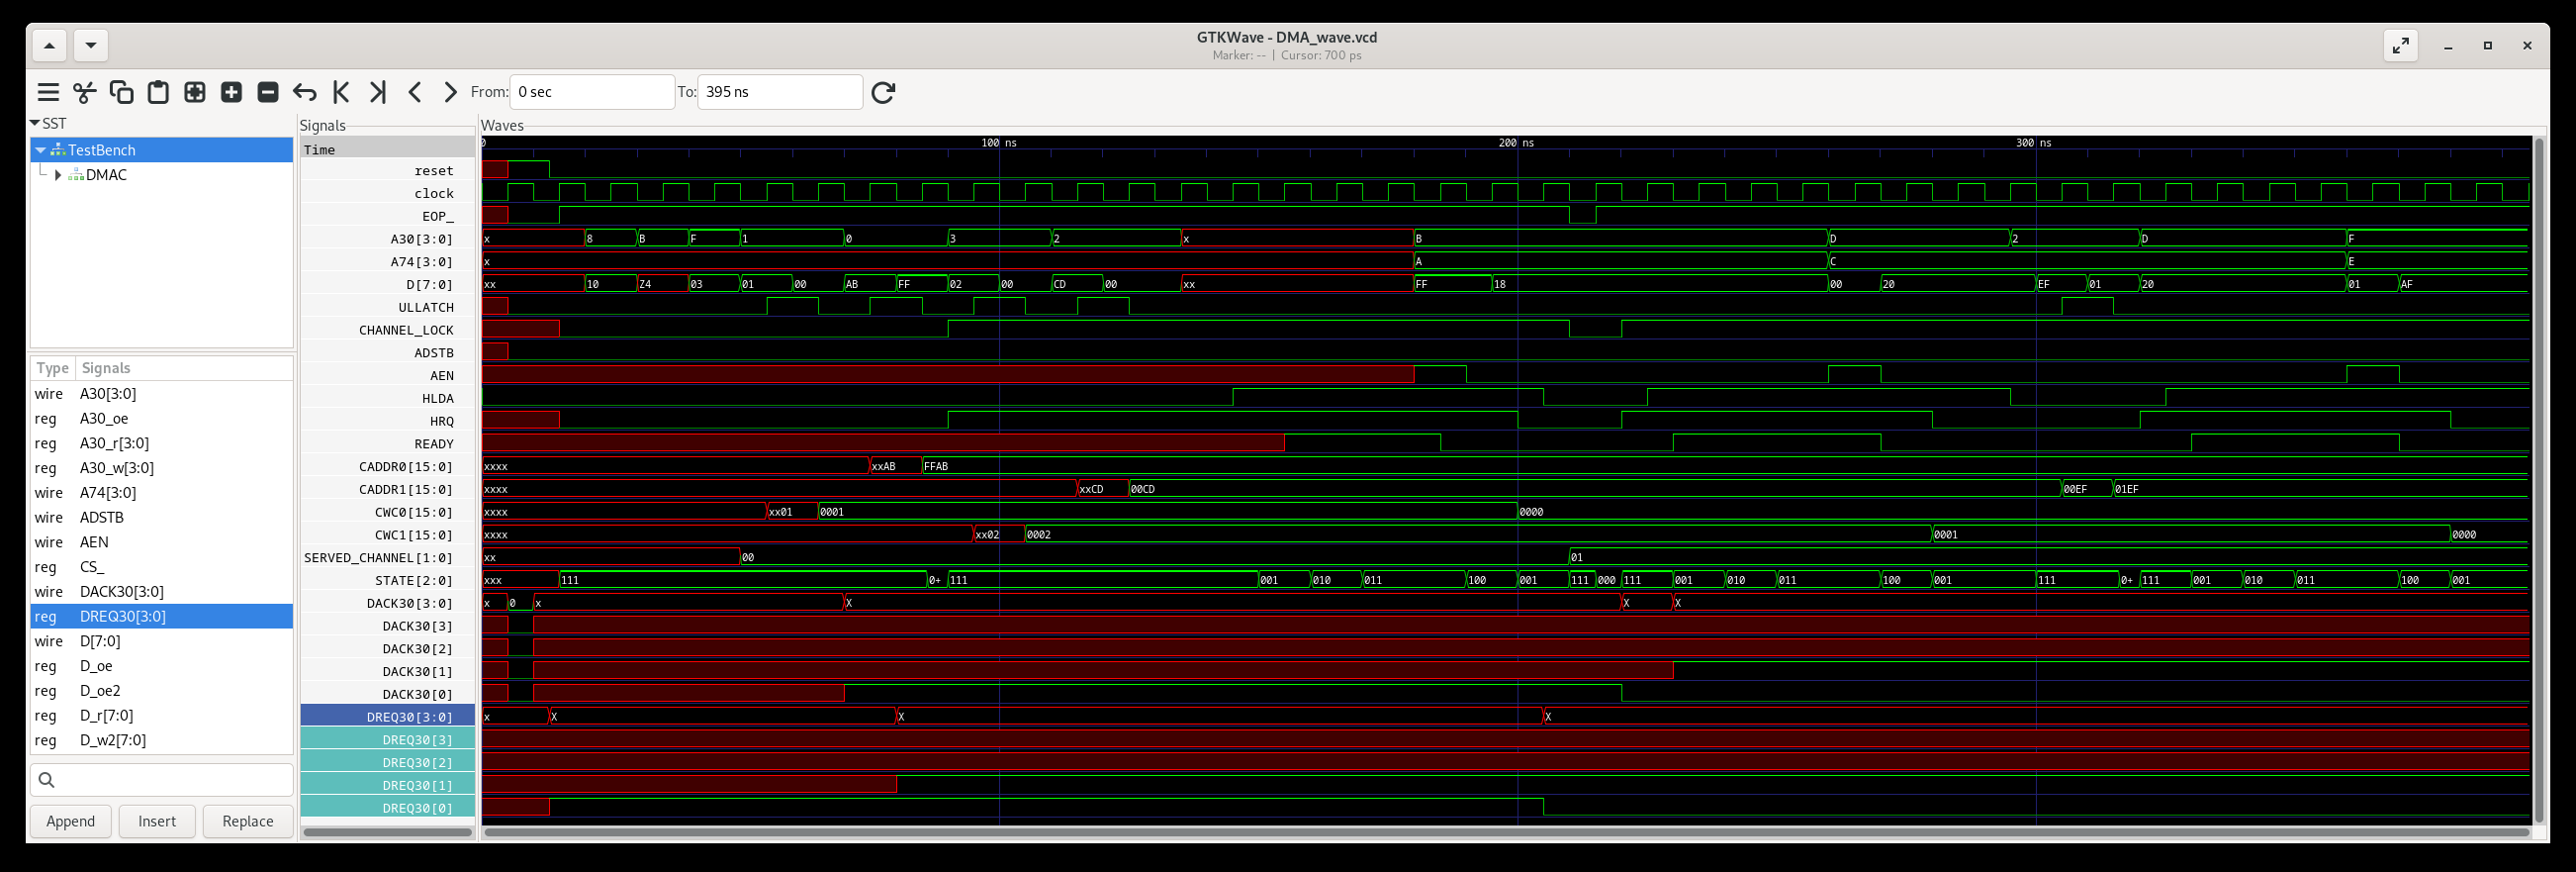 GTKWave - DMA_wave.vcd
Marker: -- | Cursor: 700 ps
From: 0 sec To: 395 ns
SST
TestBench
DMAC
Type Signals
wire A30[3:0]
reg A30_oe
reg A30_r[3:0]
reg A30_w[3:0]
wire A74[3:0]
wire ADSTB
wire AEN
reg CS_
wire DACK30[3:0]
reg DREQ30[3:0]
wire D[7:0]
reg D_oe
reg D_oe2
reg D_r[7:0]
reg D_w2[7:0]
Append Insert Replace
Signals
Waves
Time 0 100 ns 200 ns 300 ns
reset
clock
EOP_
A30[3:0] x 8 B F 1 0 3 2 x B D 2 D F
A74[3:0] x A C E
D[7:0] xx 10 Z4 03 01 00 AB FF 02 00 CD 00 xx FF 18 00 20 EF 01 20 01 AF
ULLATCH
CHANNEL_LOCK
ADSTB
AEN
HLDA
HRQ
READY
CADDR0[15:0] xxxx xxAB FFAB
CADDR1[15:0] xxxx xxCD 00CD 00EF 01EF
CWC0[15:0] xxxx xx01 0001 0000
CWC1[15:0] xxxx xx02 0002 0001 0000
SERVED_CHANNEL[1:0] xx 00 01
STATE[2:0] xxx 111 0+ 111 001 010 011 100 001 111 000 111 001 010 011 100 001 111 0+ 111 001 010 011 100 001
DACK30[3:0] x 0 x X X X
DACK30[3]
DACK30[2]
DACK30[1]
DACK30[0]
DREQ30[3:0] x X X X
DREQ30[3]
DREQ30[2]
DREQ30[1]
DREQ30[0]